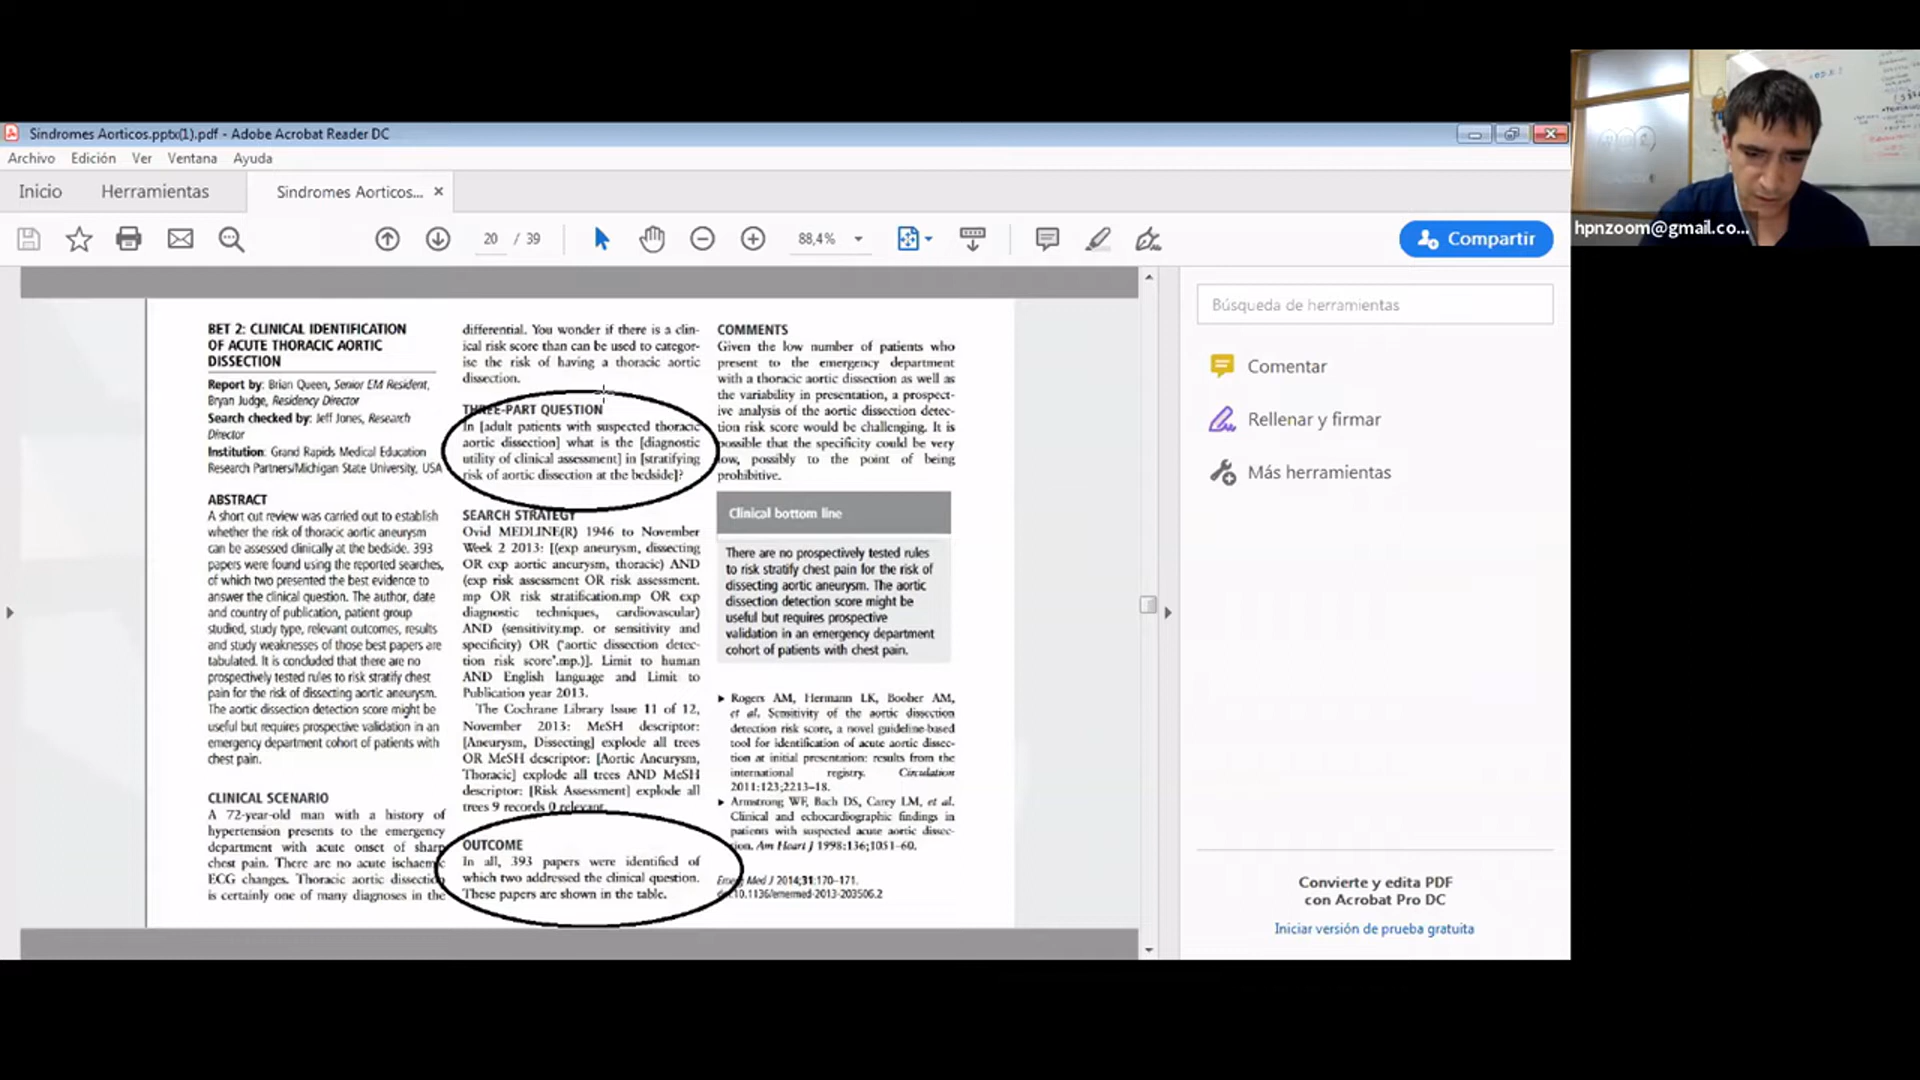 Sindromes Aorticos.pptx(1).pdf - Adobe Acrobat Reader DC
Archivo Edición Ver Ventana Ayuda
Inicio Herramientas Sindromes Aorticos... ×
20 / 39 88,4% Compartir
hpnzoom@gmail.co...
BET 2: CLINICAL IDENTIFICATION
OF ACUTE THORACIC AORTIC
DISSECTION
Report by: Brian Queen, Senior EM Resident,
Bryan Judge, Residency Director
Search checked by: Jeff Jones, Research
Director
Institution: Grand Rapids Medical Education
Research Partners/Michigan State University, USA
ABSTRACT
A short cut review was carried out to establish
whether the risk of thoracic aortic aneurysm
can be assessed clinically at the bedside. 393
papers were found using the reported searches,
of which two presented the best evidence to
answer the clinical question. The author, date
and country of publication, patient group
studied, study type, relevant outcomes, results
and study weaknesses of those best papers are
tabulated. It is concluded that there are no
prospectively tested rules to risk stratify chest
pain for the risk of dissecting aortic aneurysm.
The aortic dissection detection score might be
useful but requires prospective validation in an
emergency department cohort of patients with
chest pain.
CLINICAL SCENARIO
A 72-year-old man with a history of
hypertension presents to the emergency
department with acute onset of sharp
chest pain. There are no acute ischaemic
ECG changes. Thoracic aortic dissection
is certainly one of many diagnoses in the
differential. You wonder if there is a clin-
ical risk score than can be used to categor-
ise the risk of having a thoracic aortic
dissection.
THREE-PART QUESTION
In [adult patients with suspected thoracic
aortic dissection] what is the [diagnostic
utility of clinical assessment] in [stratifying
risk of aortic dissection at the bedside]?
SEARCH STRATEGY
Ovid MEDLINE(R) 1946 to November
Week 2 2013: [(exp aneurysm, dissecting
OR exp aortic aneurysm, thoracic) AND
(exp risk assessment OR risk assessment.
mp OR risk stratification.mp OR exp
diagnostic techniques, cardiovascular)
AND (sensitivity.mp. or sensitivity and
specificity) OR ('aortic dissection detec-
tion risk score'.mp.)]. Limit to human
AND English language and Limit to
Publication year 2013.
The Cochrane Library Issue 11 of 12,
November 2013: MeSH descriptor:
[Aneurysm, Dissecting] explode all trees
OR MeSH descriptor: [Aortic Aneurysm,
Thoracic] explode all trees AND MeSH
descriptor: [Risk Assessment] explode all
trees 9 records 0 relevant.
OUTCOME
In all, 393 papers were identified of
which two addressed the clinical question.
These papers are shown in the table.
COMMENTS
Given the low number of patients who
present to the emergency department
with a thoracic aortic dissection as well as
the variability in presentation, a prospect-
ive analysis of the aortic dissection detec-
tion risk score would be challenging. It is
possible that the specificity could be very
low, possibly to the point of being
prohibitive.
Clinical bottom line
There are no prospectively tested rules
to risk stratify chest pain for the risk of
dissecting aortic aneurysm. The aortic
dissection detection score might be
useful but requires prospective
validation in an emergency department
cohort of patients with chest pain.
▶ Rogers AM, Hermann LK, Booher AM,
et al. Sensitivity of the aortic dissection
detection risk score, a novel guideline-based
tool for identification of acute aortic dissec-
tion at initial presentation: results from the
international registry. Circulation
2011;123:2213–18.
▶ Armstrong WF, Bach DS, Carey LM, et al.
Clinical and echocardiographic findings in
patients with suspected acute aortic dissec-
tion. Am Heart J 1998;136:1051–60.
Emerg Med J 2014;31:170–171.
doi:10.1136/emermed-2013-203506.2
Búsqueda de herramientas
Comentar
Rellenar y firmar
Más herramientas
Convierte y edita PDF
con Acrobat Pro DC
Iniciar versión de prueba gratuita